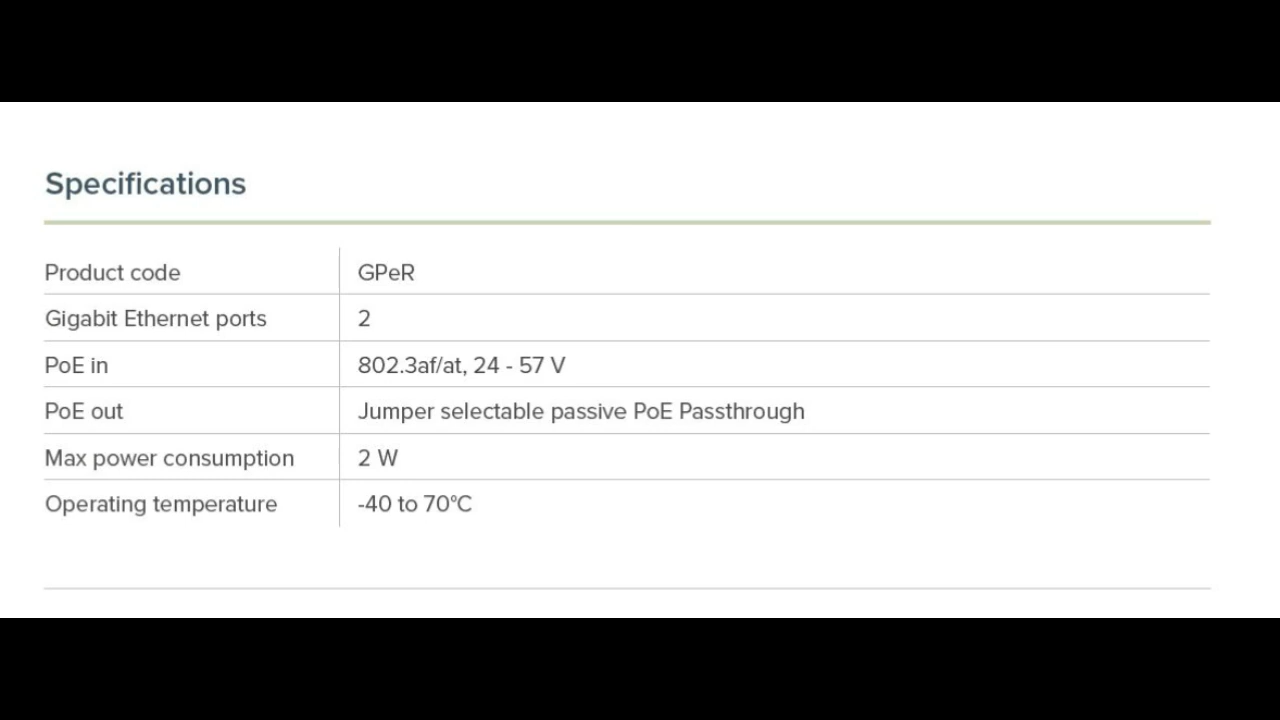 Specifications
Product code GPeR
Gigabit Ethernet ports 2
PoE in 802.3af/at, 24 - 57 V
PoE out Jumper selectable passive PoE Passthrough
Max power consumption 2 W
Operating temperature -40 to 70°C